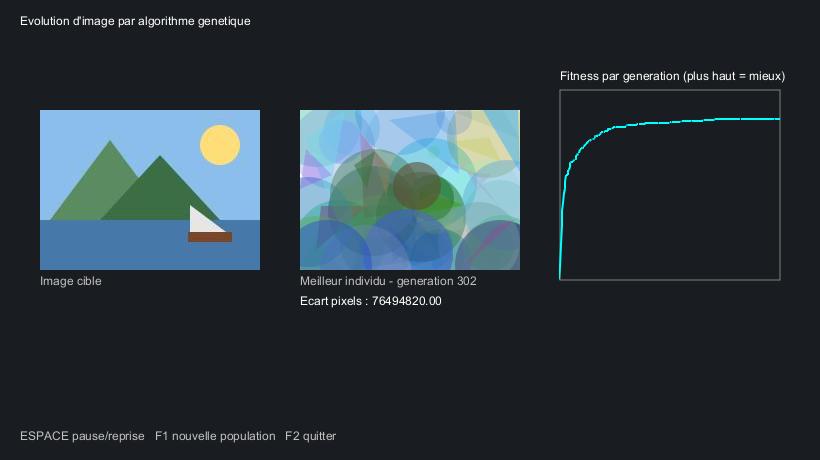 Evolution d'image par algorithme genetique
Fitness par generation (plus haut = mieux)
Image cible
Meilleur individu - generation 302
Ecart pixels : 76494820.00
ESPACE pause/reprise F1 nouvelle population F2 quitter